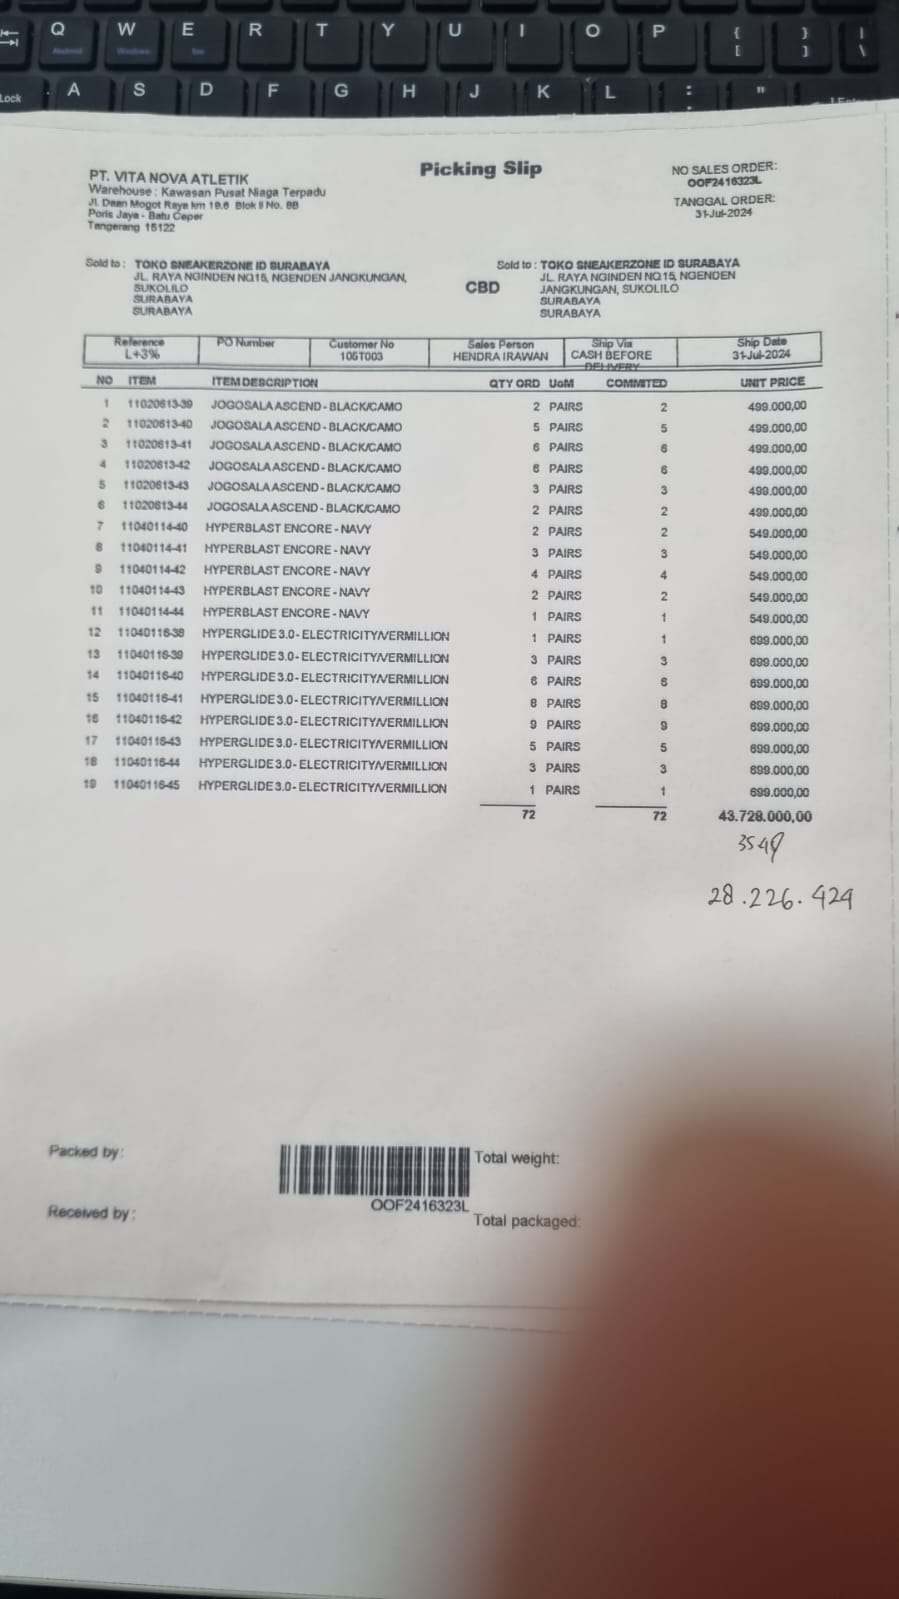 Q W E R T Y U I O P { [ } ] | \
Lock A S D F G H J K L : "
Picking Slip
PT. VITA NOVA ATLETIK
Warehouse : Kawasan Pusat Niaga Terpadu
Jl. Daan Mogot Raya km 19.6 Blok II No. 8B
Poris Jaya - Batu Ceper
Tangerang 15122
NO SALES ORDER:
OOF2416323L
TANGGAL ORDER:
31-Jul-2024
Sold to : TOKO SNEAKERZONE ID SURABAYA
JL. RAYA NGINDEN NO.15, NGENDEN JANGKUNGAN,
SUKOLILO
SURABAYA
SURABAYA
CBD
Sold to : TOKO SNEAKERZONE ID SURABAYA
JL. RAYA NGINDEN NO.15, NGENDEN
JANGKUNGAN, SUKOLILO
SURABAYA
SURABAYA
Reference PO Number Customer No Sales Person Ship Via Ship Date
L+3% 105T003 HENDRA IRAWAN CASH BEFORE 31-Jul-2024
DELIVERY
NO ITEM ITEM DESCRIPTION QTY ORD UoM COMMITED UNIT PRICE
1 11020613-39 JOGOSALA ASCEND - BLACK/CAMO 2 PAIRS 2 499.000,00
2 11020613-40 JOGOSALA ASCEND - BLACK/CAMO 5 PAIRS 5 499.000,00
3 11020613-41 JOGOSALA ASCEND - BLACK/CAMO 6 PAIRS 6 499.000,00
4 11020613-42 JOGOSALA ASCEND - BLACK/CAMO 6 PAIRS 6 499.000,00
5 11020613-43 JOGOSALA ASCEND - BLACK/CAMO 3 PAIRS 3 499.000,00
6 11020613-44 JOGOSALA ASCEND - BLACK/CAMO 2 PAIRS 2 499.000,00
7 11040114-40 HYPERBLAST ENCORE - NAVY 2 PAIRS 2 549.000,00
8 11040114-41 HYPERBLAST ENCORE - NAVY 3 PAIRS 3 549.000,00
9 11040114-42 HYPERBLAST ENCORE - NAVY 4 PAIRS 4 549.000,00
10 11040114-43 HYPERBLAST ENCORE - NAVY 2 PAIRS 2 549.000,00
11 11040114-44 HYPERBLAST ENCORE - NAVY 1 PAIRS 1 549.000,00
12 11040116-38 HYPERGLIDE 3.0 - ELECTRICITY/VERMILLION 1 PAIRS 1 699.000,00
13 11040116-39 HYPERGLIDE 3.0 - ELECTRICITY/VERMILLION 3 PAIRS 3 699.000,00
14 11040116-40 HYPERGLIDE 3.0 - ELECTRICITY/VERMILLION 6 PAIRS 6 699.000,00
15 11040116-41 HYPERGLIDE 3.0 - ELECTRICITY/VERMILLION 8 PAIRS 8 699.000,00
16 11040116-42 HYPERGLIDE 3.0 - ELECTRICITY/VERMILLION 9 PAIRS 9 699.000,00
17 11040116-43 HYPERGLIDE 3.0 - ELECTRICITY/VERMILLION 5 PAIRS 5 699.000,00
18 11040116-44 HYPERGLIDE 3.0 - ELECTRICITY/VERMILLION 3 PAIRS 3 699.000,00
19 11040116-45 HYPERGLIDE 3.0 - ELECTRICITY/VERMILLION 1 PAIRS 1 699.000,00
72 72 43.728.000,00
28.226.424
Packed by:
Total weight:
OOF2416323L
Received by:
Total packaged: